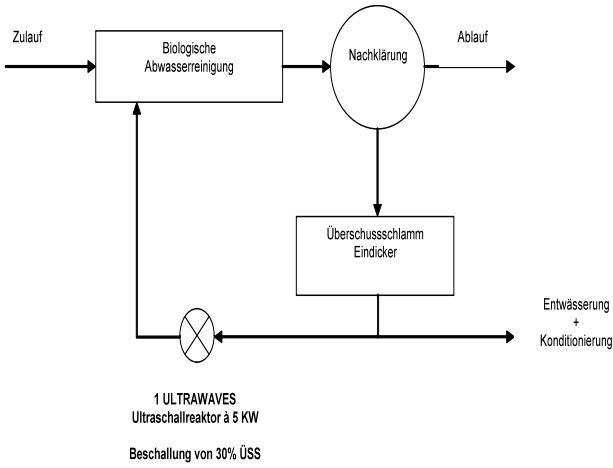 Zulauf
Biologische
Abwasserreinigung
Nachklärung
Ablauf
Überschussschlamm
Eindicker
Entwässerung
+
Konditionierung
1 ULTRAWAVES
Ultraschallreaktor à 5 KW
Beschallung von 30% ÜSS